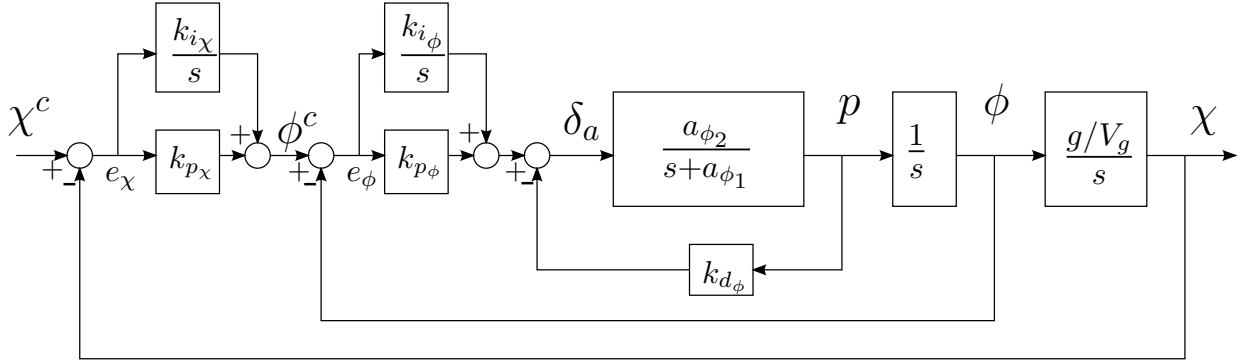 k_{i_χ}
s
k_{i_ϕ}
s
χ^c
+
-
e_χ
k_{p_χ}
+
ϕ^c
+
-
e_ϕ
k_{p_ϕ}
+
+
-
δ_a
a_{ϕ_2}
s+a_{ϕ_1}
p
1
s
ϕ
g/V_g
s
χ
k_{d_ϕ}